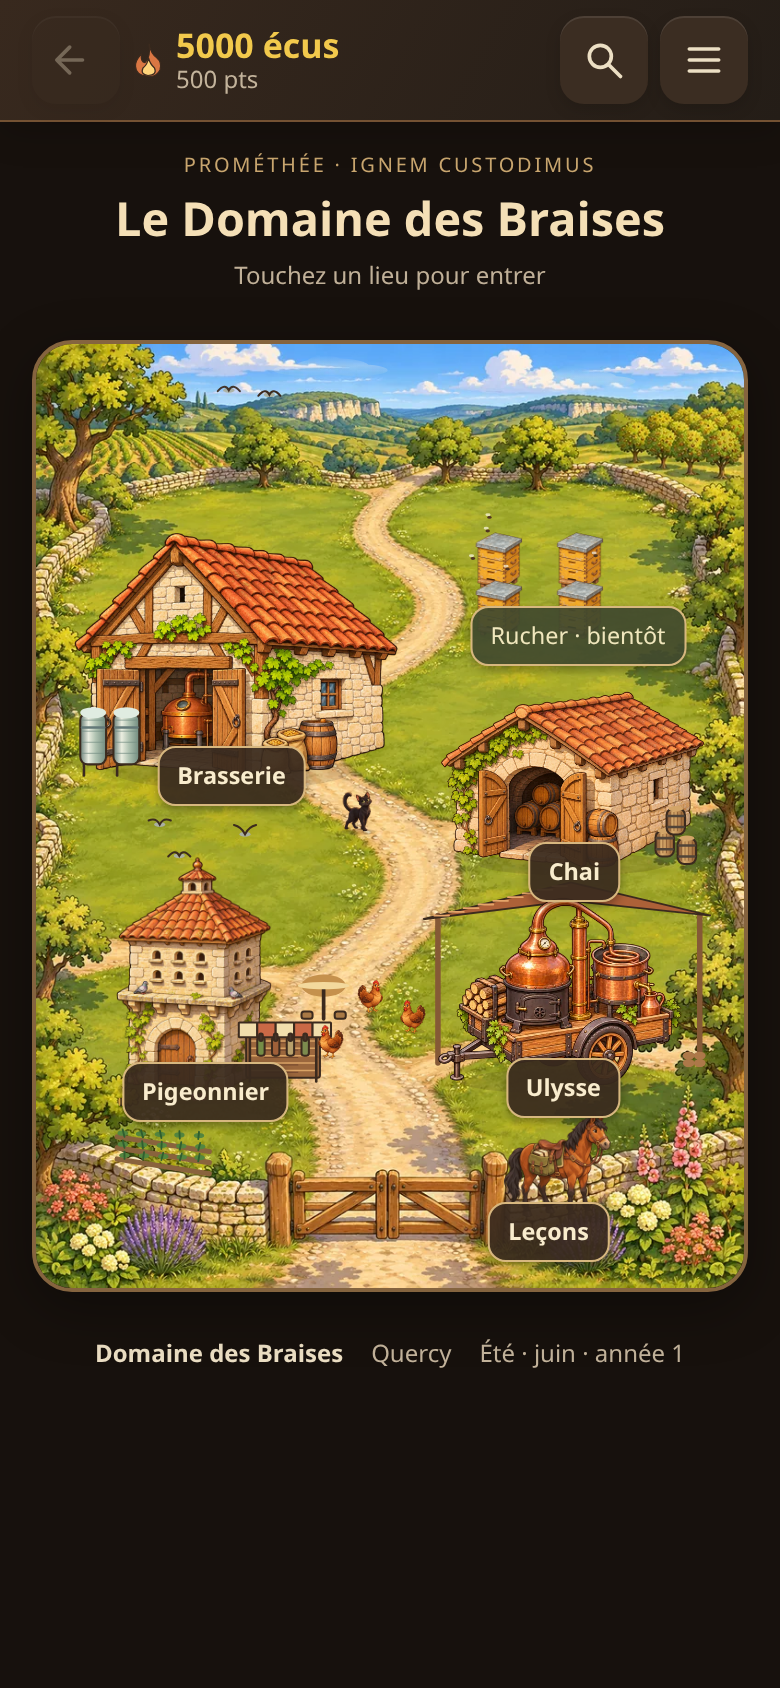 5000 écus
500 pts
PROMÉTHÉE · IGNEM CUSTODIMUS
Le Domaine des Braises
Touchez un lieu pour entrer
Rucher · bientôt
Brasserie
Chai
Pigeonnier
Ulysse
Leçons
Domaine des Braises Quercy Été · juin · année 1